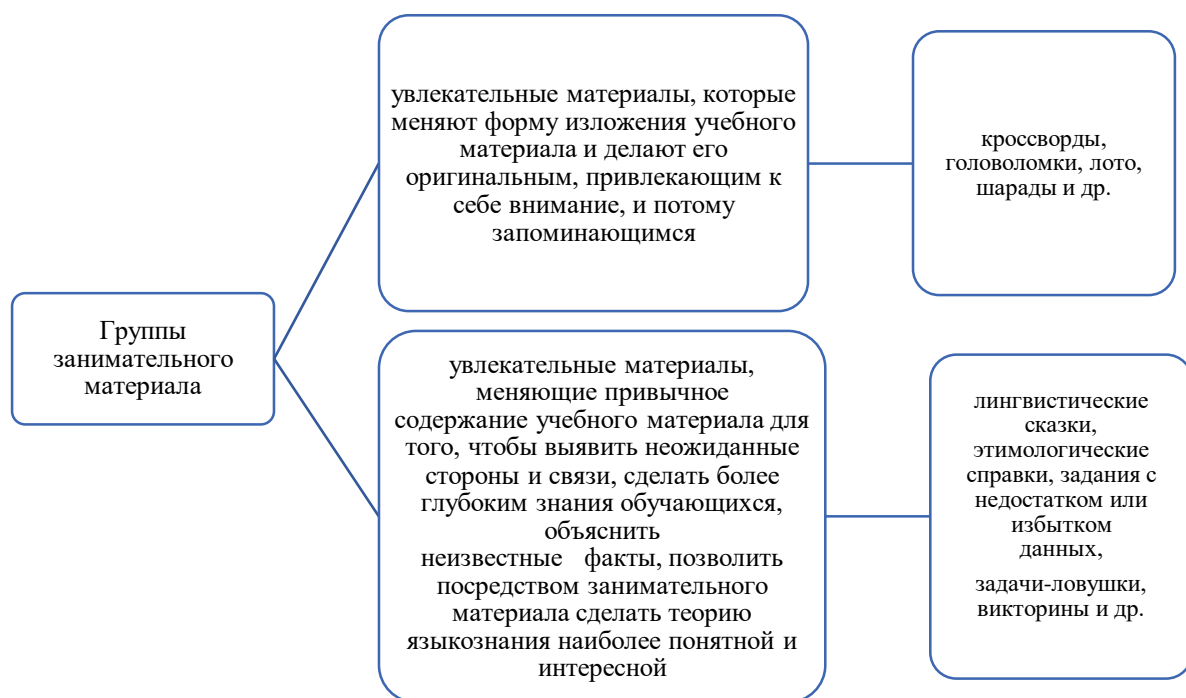 увлекательные материалы, которые
меняют форму изложения учебного
материала и делают его
оригинальным, привлекающим к
себе внимание, и потому
запоминающимся
кроссворды,
головоломки, лото,
шарады и др.
Группы
занимательного
материала
увлекательные материалы,
меняющие привычное
содержание учебного материала для
того, чтобы выявить неожиданные
стороны и связи, сделать более
глубоким знания обучающихся,
объяснить
неизвестные факты, позволить
посредством занимательного
материала сделать теорию
языкознания наиболее понятной и
интересной
лингвистические
сказки,
этимологические
справки, задания с
недостатком или
избытком
данных,
задачи-ловушки,
викторины и др.